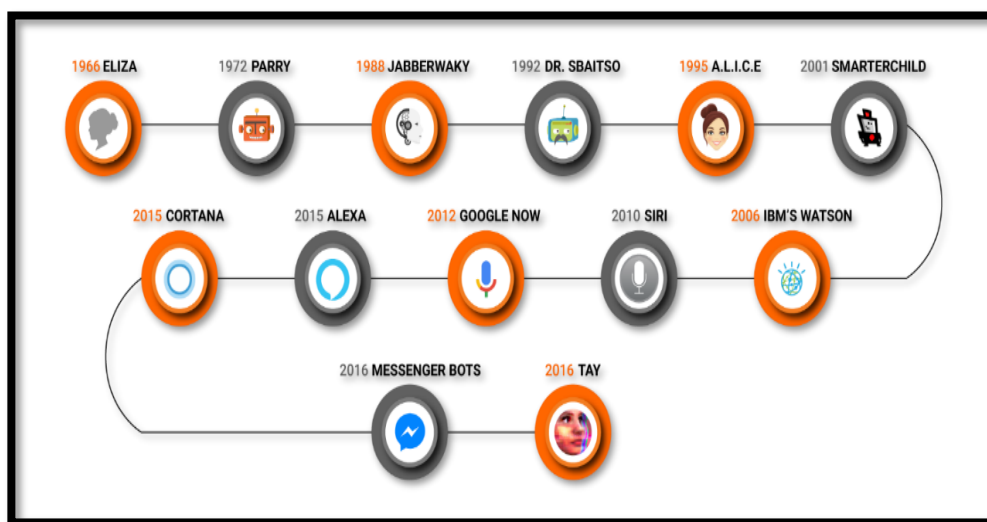 1966 ELIZA
1972 PARRY
1988 JABBERWAKY
1992 DR. SBAITSO
1995 A.L.I.C.E
2001 SMARTERCHILD
2015 CORTANA
2015 ALEXA
2012 GOOGLE NOW
2010 SIRI
2006 IBM'S WATSON
2016 MESSENGER BOTS
2016 TAY